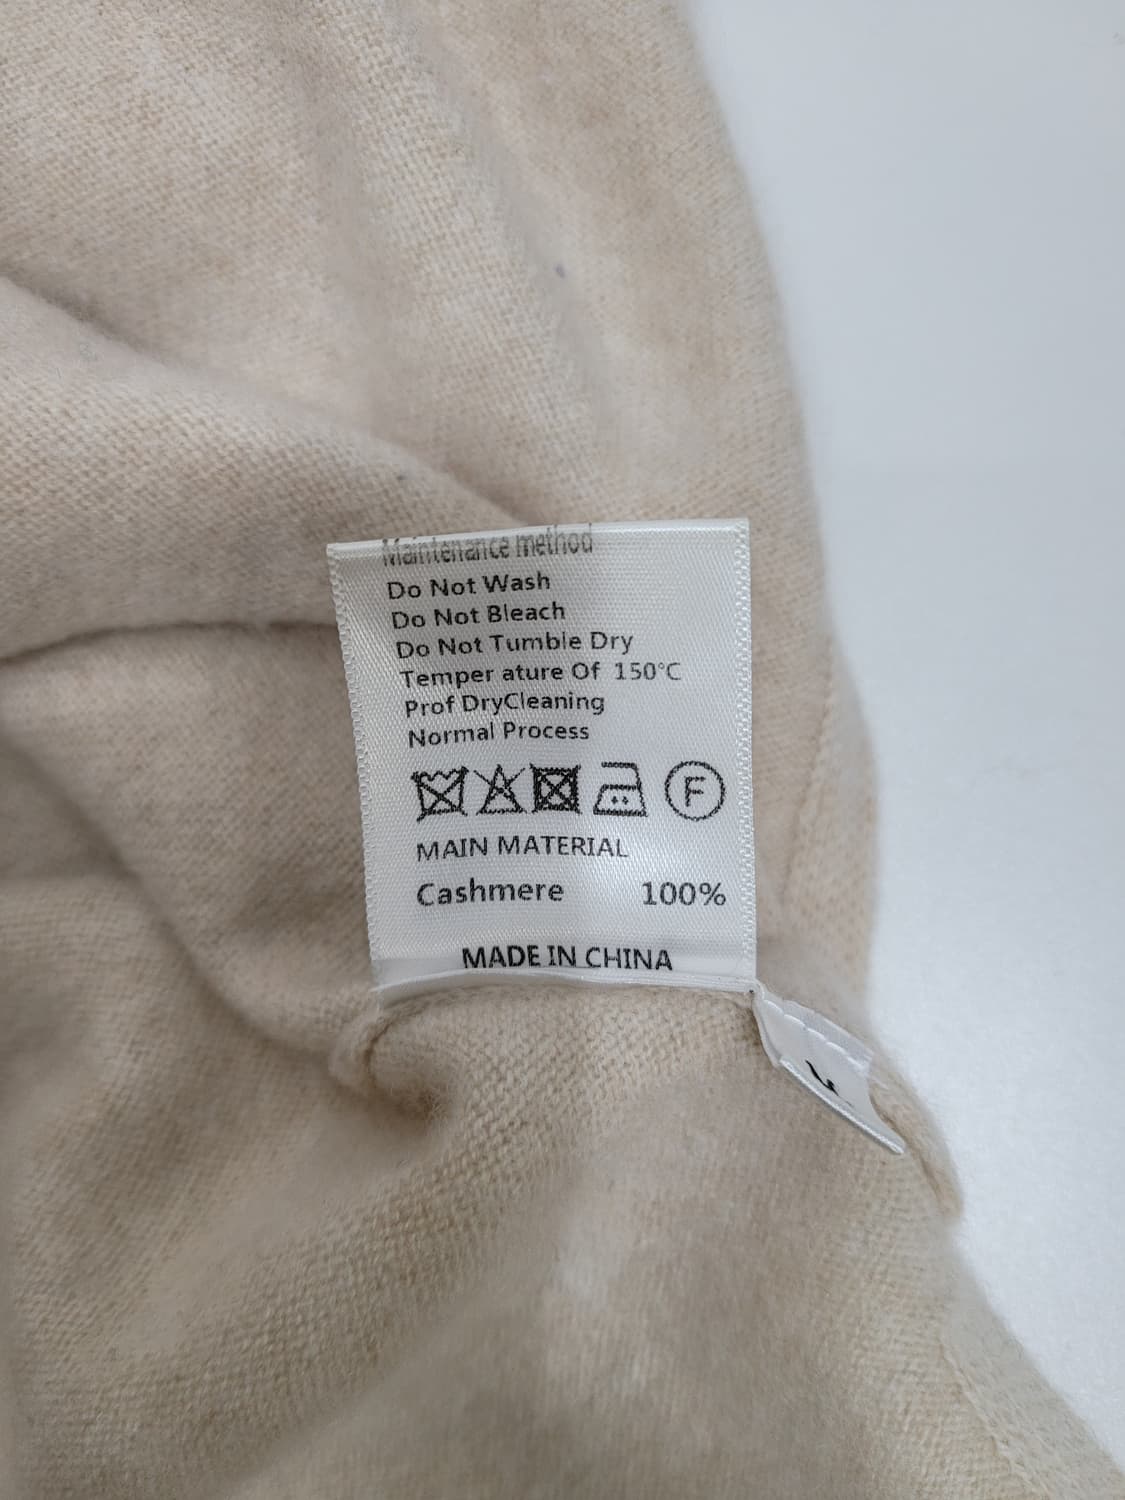 Maintenance method
Do Not Wash
Do Not Bleach
Do Not Tumble Dry
Temper ature Of 150°C
Prof DryCleaning
Normal Process
F
MAIN MATERIAL
Cashmere 100%
MADE IN CHINA